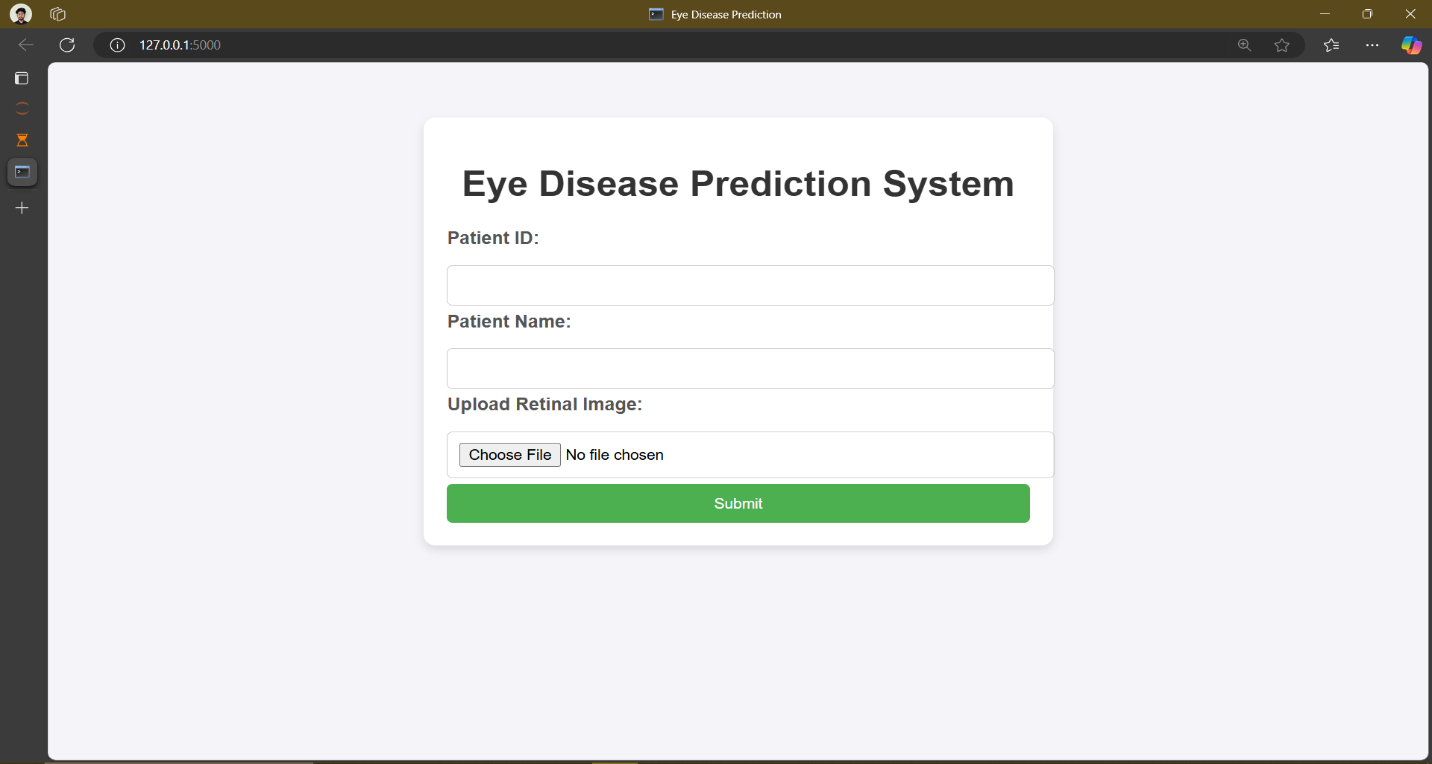 Eye Disease Prediction
127.0.0.1:5000
Eye Disease Prediction System
Patient ID:
Patient Name:
Upload Retinal Image:
Choose File No file chosen
Submit